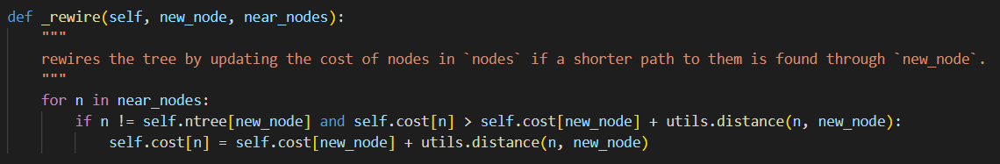 def _rewire(self, new_node, near_nodes):
"""
rewires the tree by updating the cost of nodes in `nodes` if a shorter path to them is found through `new_node`.
"""
for n in near_nodes:
if n != self.ntree[new_node] and self.cost[n] > self.cost[new_node] + utils.distance(n, new_node):
self.cost[n] = self.cost[new_node] + utils.distance(n, new_node)